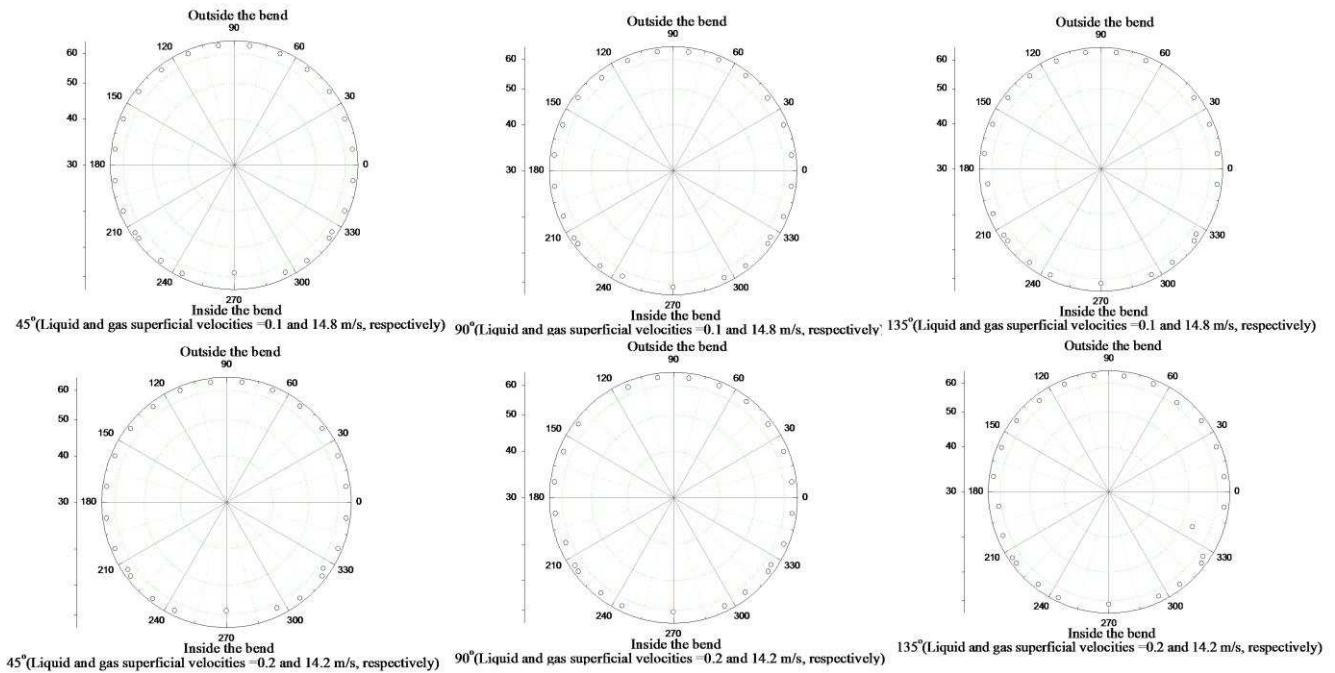 Outside the bend
90
120 60
60
50
150 30
40
30 180 0
210 330
240 300
270
Inside the bend
45°(Liquid and gas superficial velocities =0.1 and 14.8 m/s, respectively)
Outside the bend
90
120 60
60
50
150 30
40
30 180 0
210 330
240 300
270
Inside the bend
90°(Liquid and gas superficial velocities =0.1 and 14.8 m/s, respectively)
Outside the bend
90
120 60
60
50
150 30
40
30 180 0
210 330
240 300
270
Inside the bend
135°(Liquid and gas superficial velocities =0.1 and 14.8 m/s, respectively)
Outside the bend
90
120 60
60
50
150 30
40
30 180 0
210 330
240 300
270
Inside the bend
45°(Liquid and gas superficial velocities =0.2 and 14.2 m/s, respectively)
Outside the bend
90
120 60
60
50
150 30
40
30 180 0
210 330
240 300
270
Inside the bend
90°(Liquid and gas superficial velocities =0.2 and 14.2 m/s, respectively)
Outside the bend
90
120 60
60
50
150 30
40
30 180 0
210 330
240 300
270
Inside the bend
135°(Liquid and gas superficial velocities =0.2 and 14.2 m/s, respectively)